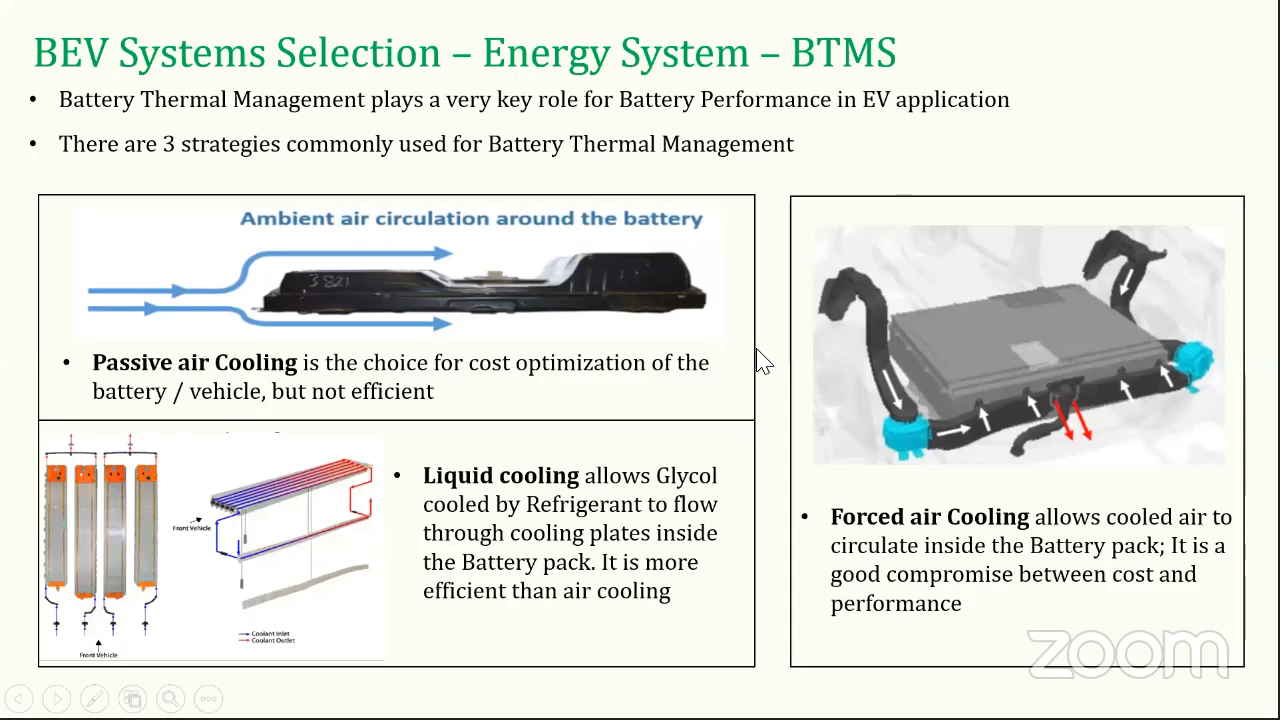 BEV Systems Selection – Energy System – BTMS
• Battery Thermal Management plays a very key role for Battery Performance in EV application
• There are 3 strategies commonly used for Battery Thermal Management
Ambient air circulation around the battery
3821
• Passive air Cooling is the choice for cost optimization of the
battery / vehicle, but not efficient
Front Vehicle
Coolant Inlet
Coolant Outlet
Front Vehicle
• Liquid cooling allows Glycol
cooled by Refrigerant to flow
through cooling plates inside
the Battery pack. It is more
efficient than air cooling
• Forced air Cooling allows cooled air to
circulate inside the Battery pack; It is a
good compromise between cost and
performance
zoom